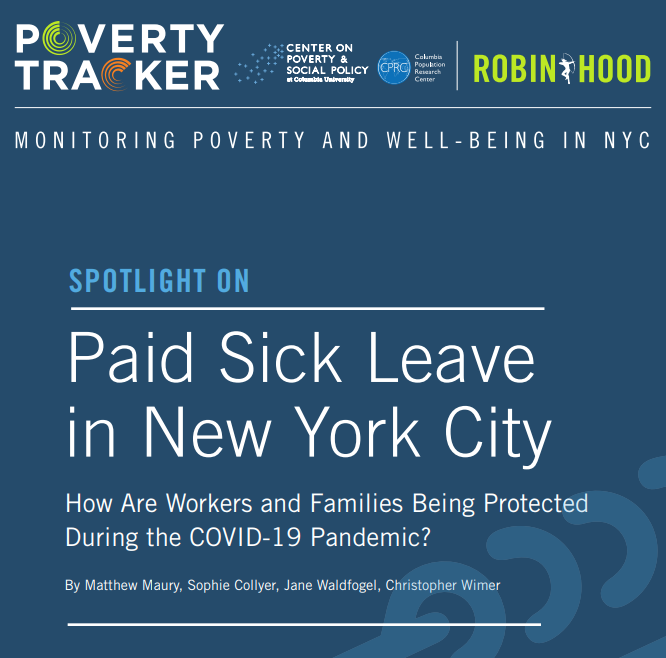 POVERTY
TRACKER
CENTER ON
POVERTY &
SOCIAL POLICY
at Columbia University
CPRC
Columbia
Population
Research
Center
ROBIN HOOD
MONITORING POVERTY AND WELL-BEING IN NYC
SPOTLIGHT ON
Paid Sick Leave
in New York City
How Are Workers and Families Being Protected
During the COVID-19 Pandemic?
By Matthew Maury, Sophie Collyer, Jane Waldfogel, Christopher Wimer